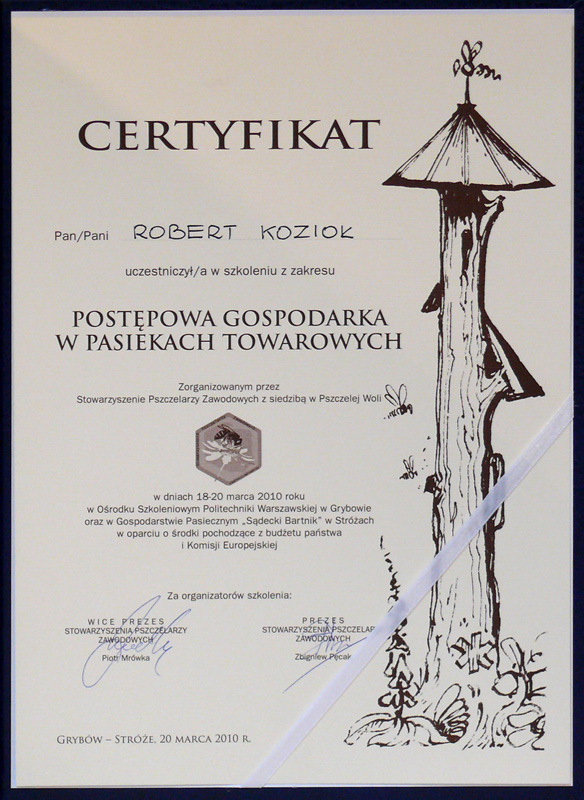 CERTYFIKAT
Pan/Pani ROBERT KOZIOŁ
uczestniczył/a w szkoleniu z zakresu
POSTĘPOWA GOSPODARKA
W PASIEKACH TOWAROWYCH
Zorganizowanym przez
Stowarzyszenie Pszczelarzy Zawodowych z siedzibą w Pszczelej Woli
w dniach 18-20 marca 2010 roku
w Ośrodku Szkoleniowym Politechniki Warszawskiej w Grybowie
oraz w Gospodarstwie Pasiecznym „Sądecki Bartnik" w Stróżach
w oparciu o środki pochodzące z budżetu państwa
i Komisji Europejskiej
Za organizatorów szkolenia:
WICE PREZES
STOWARZYSZENIA PSZCZELARZY
ZAWODOWYCH
Piotr Mrówka
PREZES
STOWARZYSZENIA PSZCZELAR
ZAWODOWYCH
Zbigniew Pęcak
GRYBÓW – STRÓŻE, 20 MARCA 2010 R.